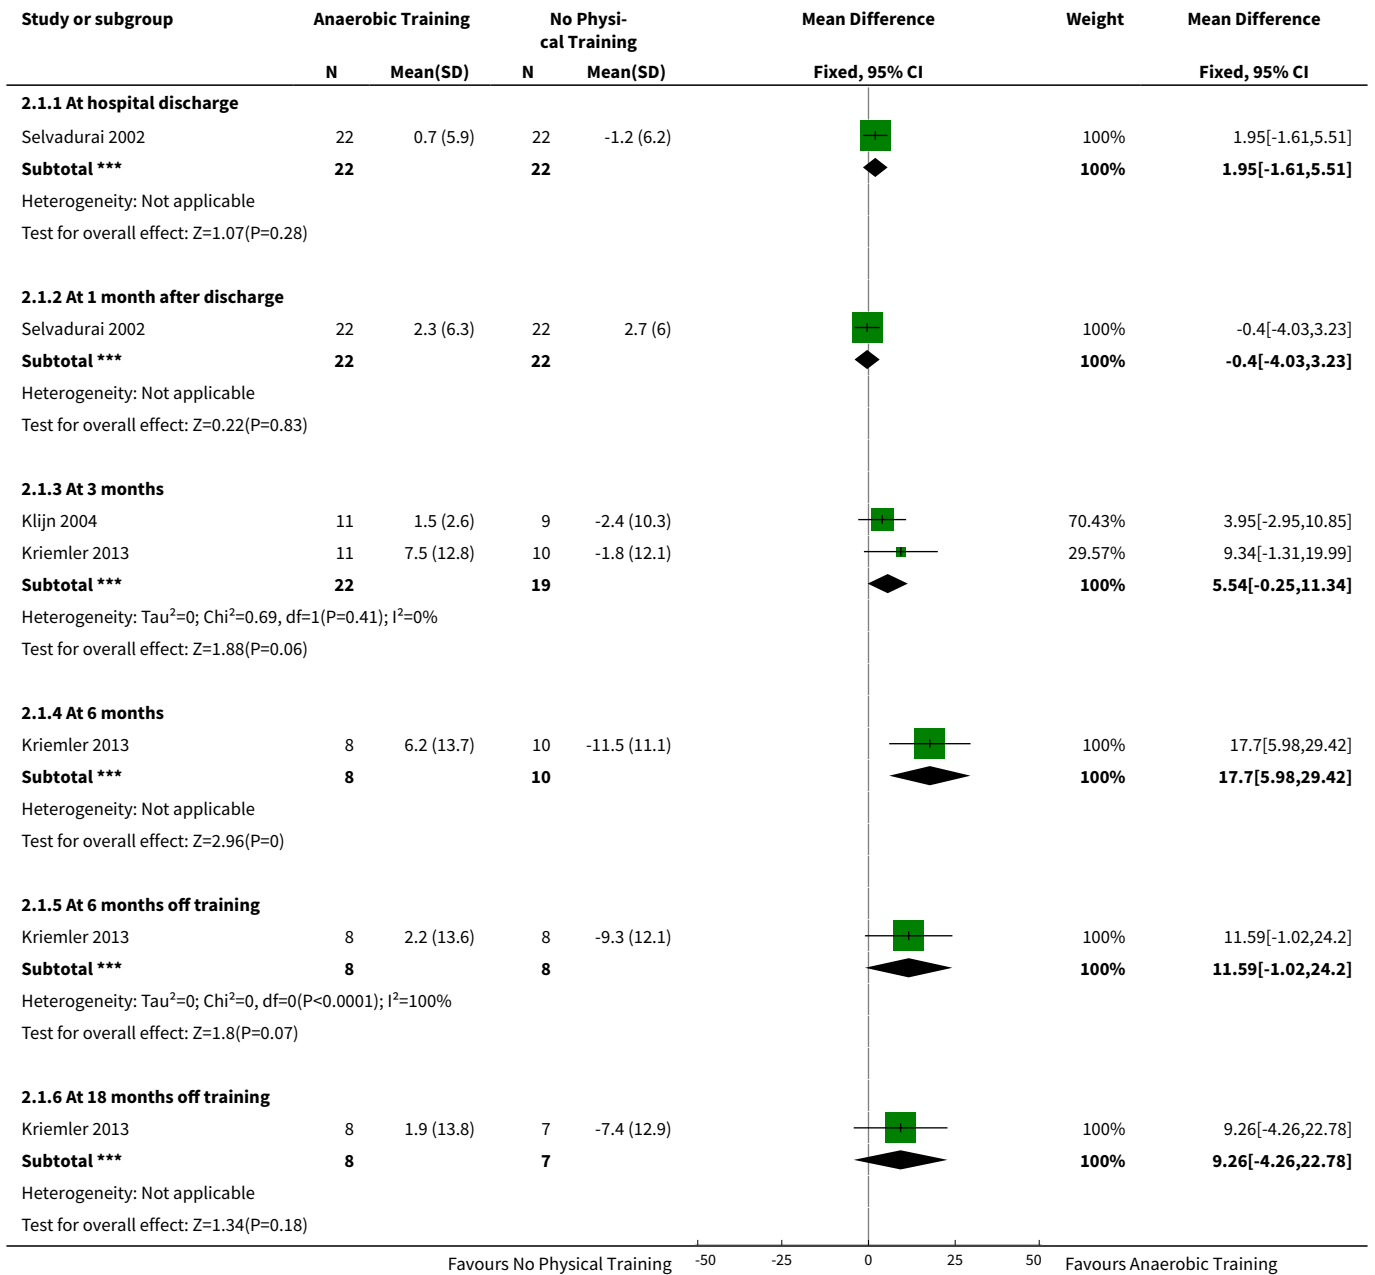 Study or subgroup Anaerobic Training No Physi- Mean Difference Weight Mean Difference
cal Training
N Mean(SD) N Mean(SD) Fixed, 95% CI Fixed, 95% CI
2.1.1 At hospital discharge
Selvadurai 2002 22 0.7 (5.9) 22 -1.2 (6.2) 100% 1.95[-1.61,5.51]
Subtotal *** 22 22 100% 1.95[-1.61,5.51]
Heterogeneity: Not applicable
Test for overall effect: Z=1.07(P=0.28)
2.1.2 At 1 month after discharge
Selvadurai 2002 22 2.3 (6.3) 22 2.7 (6) 100% -0.4[-4.03,3.23]
Subtotal *** 22 22 100% -0.4[-4.03,3.23]
Heterogeneity: Not applicable
Test for overall effect: Z=0.22(P=0.83)
2.1.3 At 3 months
Klijn 2004 11 1.5 (2.6) 9 -2.4 (10.3) 70.43% 3.95[-2.95,10.85]
Kriemler 2013 11 7.5 (12.8) 10 -1.8 (12.1) 29.57% 9.34[-1.31,19.99]
Subtotal *** 22 19 100% 5.54[-0.25,11.34]
Heterogeneity: Tau²=0; Chi²=0.69, df=1(P=0.41); I²=0%
Test for overall effect: Z=1.88(P=0.06)
2.1.4 At 6 months
Kriemler 2013 8 6.2 (13.7) 10 -11.5 (11.1) 100% 17.7[5.98,29.42]
Subtotal *** 8 10 100% 17.7[5.98,29.42]
Heterogeneity: Not applicable
Test for overall effect: Z=2.96(P=0)
2.1.5 At 6 months off training
Kriemler 2013 8 2.2 (13.6) 8 -9.3 (12.1) 100% 11.59[-1.02,24.2]
Subtotal *** 8 8 100% 11.59[-1.02,24.2]
Heterogeneity: Tau²=0; Chi²=0, df=0(P<0.0001); I²=100%
Test for overall effect: Z=1.8(P=0.07)
2.1.6 At 18 months off training
Kriemler 2013 8 1.9 (13.8) 7 -7.4 (12.9) 100% 9.26[-4.26,22.78]
Subtotal *** 8 7 100% 9.26[-4.26,22.78]
Heterogeneity: Not applicable
Test for overall effect: Z=1.34(P=0.18)
Favours No Physical Training -50 -25 0 25 50 Favours Anaerobic Training